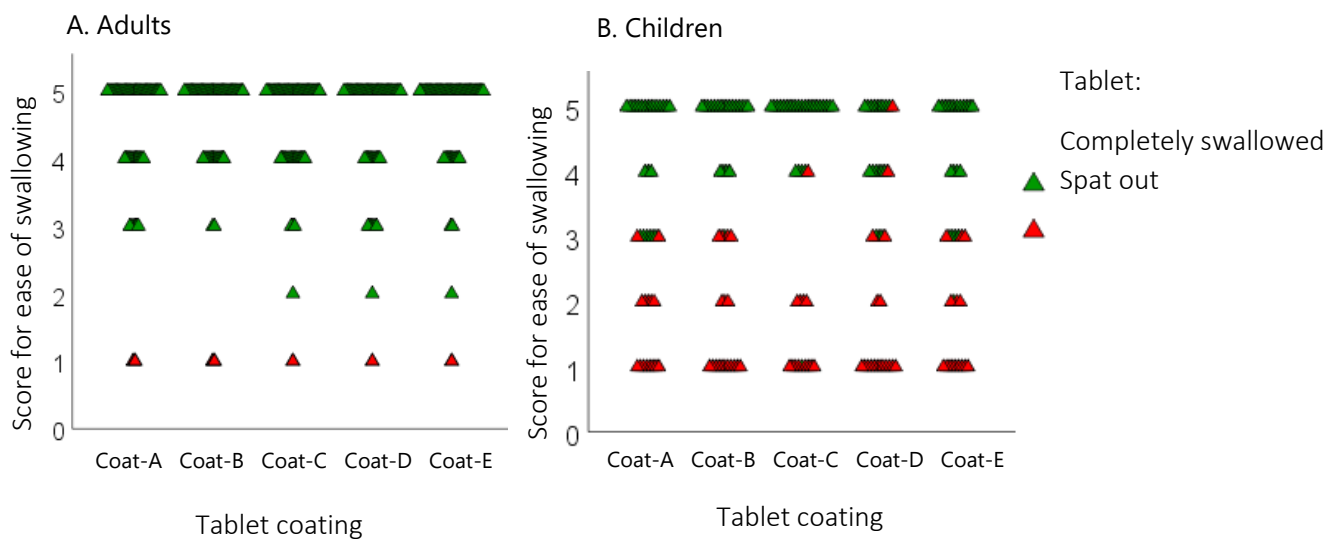 A. Adults
Score for ease of swallowing
5
4
3
2
1
0
Coat-A Coat-B Coat-C Coat-D Coat-E
Tablet coating
B. Children
Score for ease of swallowing
5
4
3
2
1
0
Coat-A Coat-B Coat-C Coat-D Coat-E
Tablet coating
Tablet:
Completely swallowed
Spat out